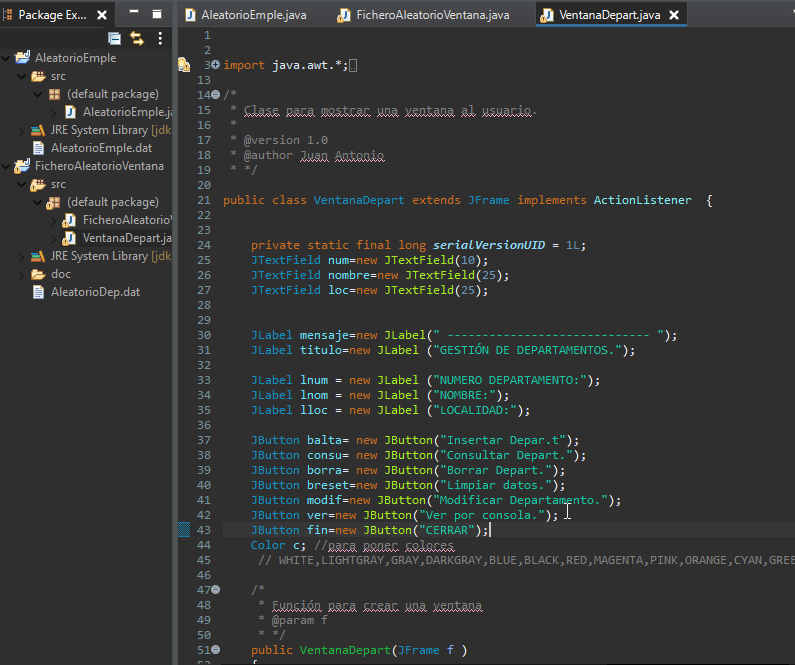 Package Ex...
AleatorioEmple.java
FicheroAleatorioVentana.java
VentanaDepart.java
AleatorioEmple
src
(default package)
AleatorioEmple.ja
JRE System Library [jdk
AleatorioEmple.dat
FicheroAleatorioVentana
src
(default package)
FicheroAleatorioV
VentanaDepart.ja
JRE System Library [jdk
doc
AleatorioDep.dat
1
2
3 import java.awt.*;
13
14 /*
15 * Clase para mostrar una ventana al usuario.
16 *
17 * @version 1.0
18 * @author Juan Antonio
19 * */
20
21 public class VentanaDepart extends JFrame implements ActionListener {
22
23
24 private static final long serialVersionUID = 1L;
25 JTextField num=new JTextField(10);
26 JTextField nombre=new JTextField(25);
27 JTextField loc=new JTextField(25);
28
29
30 JLabel mensaje=new JLabel(" ----------------------------- ");
31 JLabel titulo=new JLabel ("GESTIÓN DE DEPARTAMENTOS.");
32
33 JLabel lnum = new JLabel ("NUMERO DEPARTAMENTO:");
34 JLabel lnom = new JLabel ("NOMBRE:");
35 JLabel lloc = new JLabel ("LOCALIDAD:");
36
37 JButton balta= new JButton("Insertar Depar.t");
38 JButton consu= new JButton("Consultar Depart.");
39 JButton borra= new JButton("Borrar Depart.");
40 JButton breset=new JButton("Limpiar datos.");
41 JButton modif=new JButton("Modificar Departamento.");
42 JButton ver=new JButton("Ver por consola.");
43 JButton fin=new JButton("CERRAR");
44 Color c; //para poner colores
45 // WHITE,LIGHTGRAY,GRAY,DARKGRAY,BLUE,BLACK,RED,MAGENTA,PINK,ORANGE,CYAN,GREE
46
47 /*
48 * Función para crear una ventana
49 * @param f
50 * */
51 public VentanaDepart(JFrame f )